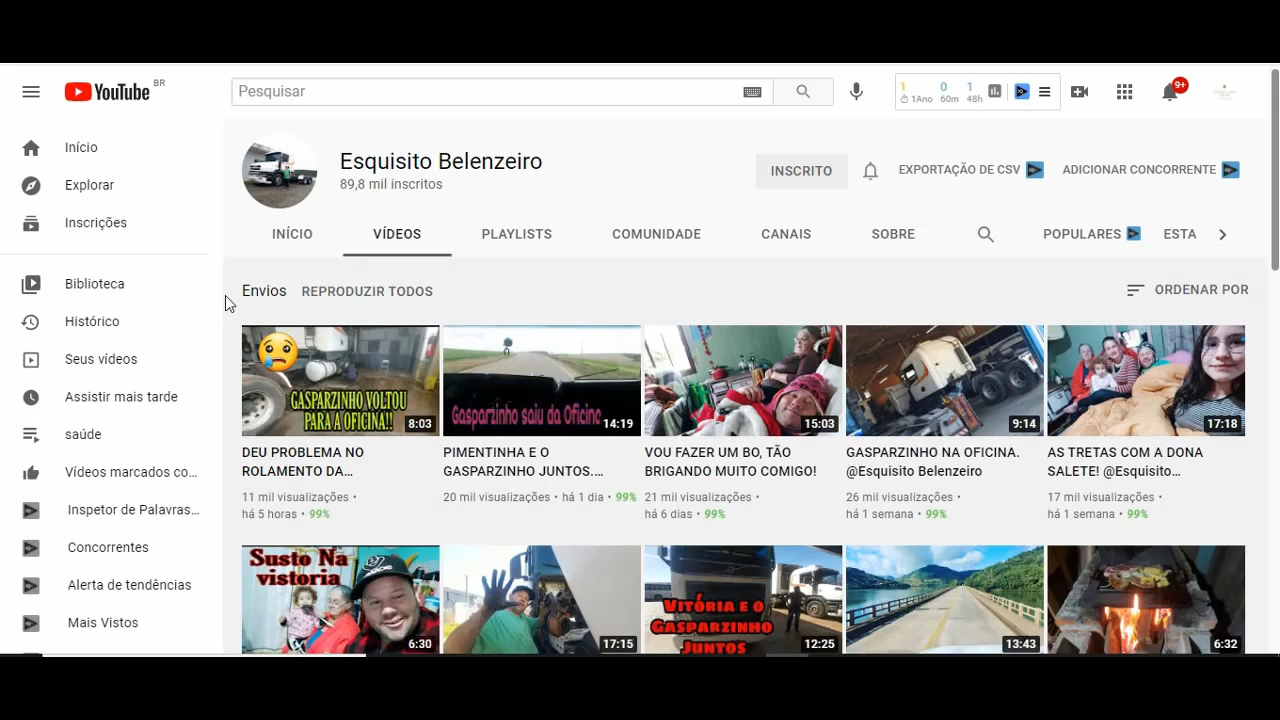 YouTube BR
Pesquisar
1 0 1
1Ano 60m 48h
9+
Início
Explorar
Inscrições
Biblioteca
Histórico
Seus vídeos
Assistir mais tarde
saúde
Vídeos marcados co...
Inspetor de Palavras...
Concorrentes
Alerta de tendências
Mais Vistos
Esquisito Belenzeiro
89,8 mil inscritos
INSCRITO
EXPORTAÇÃO DE CSV
ADICIONAR CONCORRENTE
INÍCIO VÍDEOS PLAYLISTS COMUNIDADE CANAIS SOBRE POPULARES ESTA
Envios REPRODUZIR TODOS
ORDENAR POR
GASPARZINHO VOLTOU
PARA A OFICINA!!
8:03
DEU PROBLEMA NO
ROLAMENTO DA...
11 mil visualizações •
há 5 horas • 99%
Gasparzinho saiu da Oficina
14:19
PIMENTINHA E O
GASPARZINHO JUNTOS....
20 mil visualizações • há 1 dia • 99%
15:03
VOU FAZER UM BO, TÃO
BRIGANDO MUITO COMIGO!
21 mil visualizações •
há 6 dias • 99%
9:14
GASPARZINHO NA OFICINA.
@Esquisito Belenzeiro
26 mil visualizações •
há 1 semana • 99%
17:18
AS TRETAS COM A DONA
SALETE! @Esquisito...
17 mil visualizações •
há 1 semana • 99%
Susto Na
vistoria
6:30
17:15
VITÓRIA E O
GASPARZINHO
JUNTOS
12:25
13:43
6:32